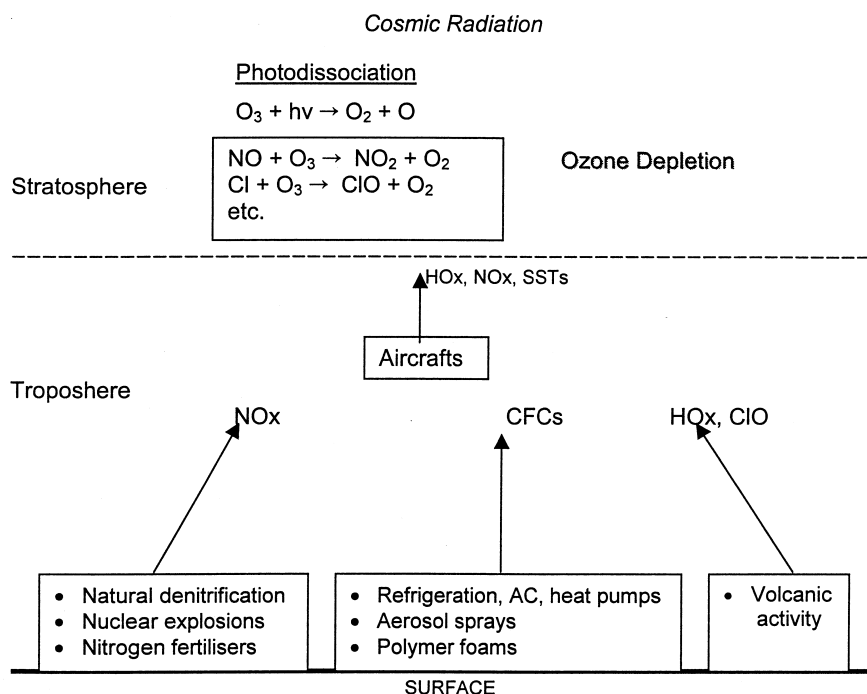 Cosmic Radiation
Photodissociation
O₃ + hv → O₂ + O
NO + O₃ → NO₂ + O₂
Cl + O₃ → ClO + O₂
etc.
Ozone Depletion
Stratosphere
HOx, NOx, SSTs
Aircrafts
Troposhere
NOx
CFCs
HOx, ClO
• Natural denitrification
• Nuclear explosions
• Nitrogen fertilisers
• Refrigeration, AC, heat pumps
• Aerosol sprays
• Polymer foams
• Volcanic
activity
SURFACE